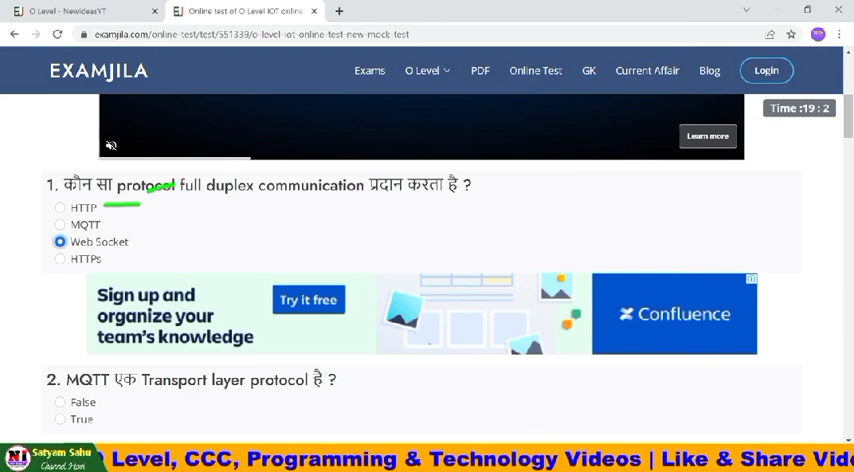 O Level - NewideasYT
Online test of O Level IOT online
examjila.com/online-test/test/551339/o-level-iot-online-test-new-mock-test
EXAMJILA
Exams
O Level
PDF
Online Test
GK
Current Affair
Blog
Login
Time :19 : 2
Learn more
1. कौन सा protocol full duplex communication प्रदान करता है ?
HTTP
MQTT
Web Socket
HTTPs
Sign up and
organize your
team's knowledge
Try it free
Confluence
2. MQTT एक Transport layer protocol है ?
False
True
NI
Satyam Sahu
Channel Host
O Level, CCC, Programming & Technology Videos | Like & Share Vide